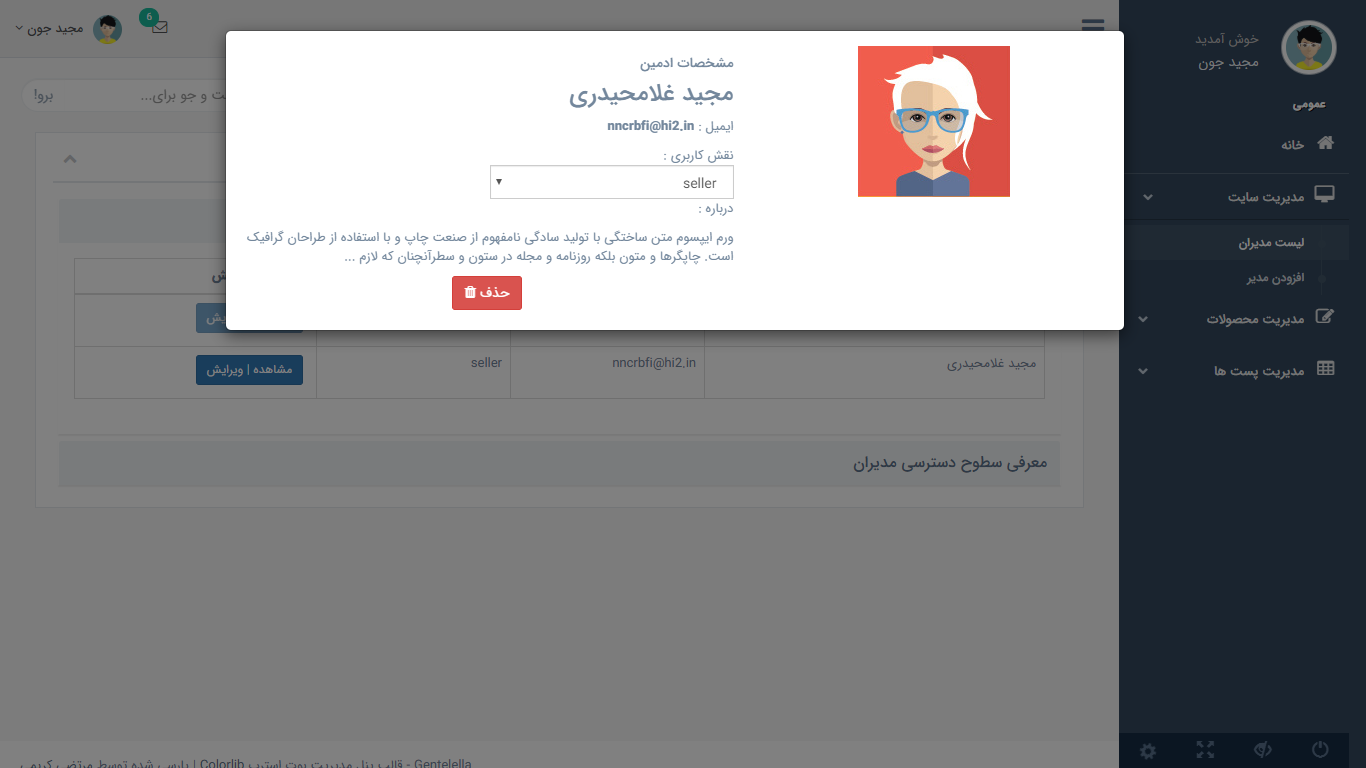 خوش آمدید
مجید جون
عمومی
خانه
مدیریت سایت
لیست مدیران
افزودن مدیر
مدیریت محصولات
مدیریت پست ها
6
مجید جون
ت و جو برای...
برو!
مشخصات ادمین
مجید غلامحیدری
ایمیل : nncrbfi@hi2.in
نقش کاربری :
seller
درباره :
ورم ایپسوم متن ساختگی با تولید سادگی نامفهوم از صنعت چاپ و با استفاده از طراحان گرافیک
است. چاپگرها و متون بلکه روزنامه و مجله در ستون و سطرآنچنان که لازم ...
حذف
مجید غلامحیدری
nncrbfi@hi2.in
seller
مشاهده | ویرایش
معرفی سطوح دسترسی مدیران
Gentelella - قالب پنل مدیریت بوت استرپ Colorlib | پارسی شده توسط مرتضی کریمی